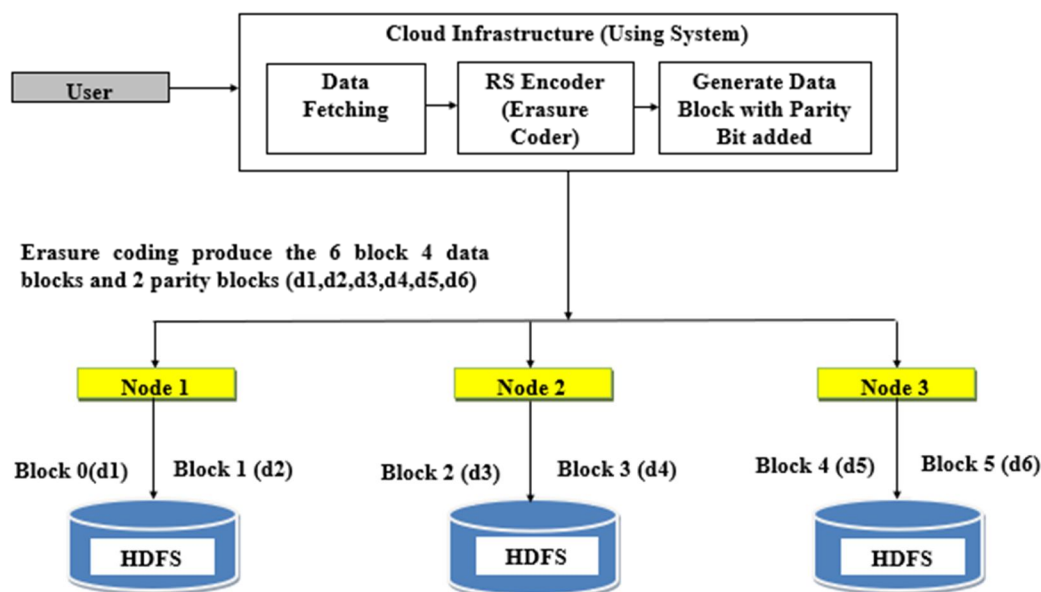 Cloud Infrastructure (Using System)
User
Data
Fetching
RS Encoder
(Erasure
Coder)
Generate Data
Block with Parity
Bit added
Erasure coding produce the 6 block 4 data
blocks and 2 parity blocks (d1,d2,d3,d4,d5,d6)
Node 1
Node 2
Node 3
Block 0(d1)
Block 1 (d2)
Block 2 (d3)
Block 3 (d4)
Block 4 (d5)
Block 5 (d6)
HDFS
HDFS
HDFS